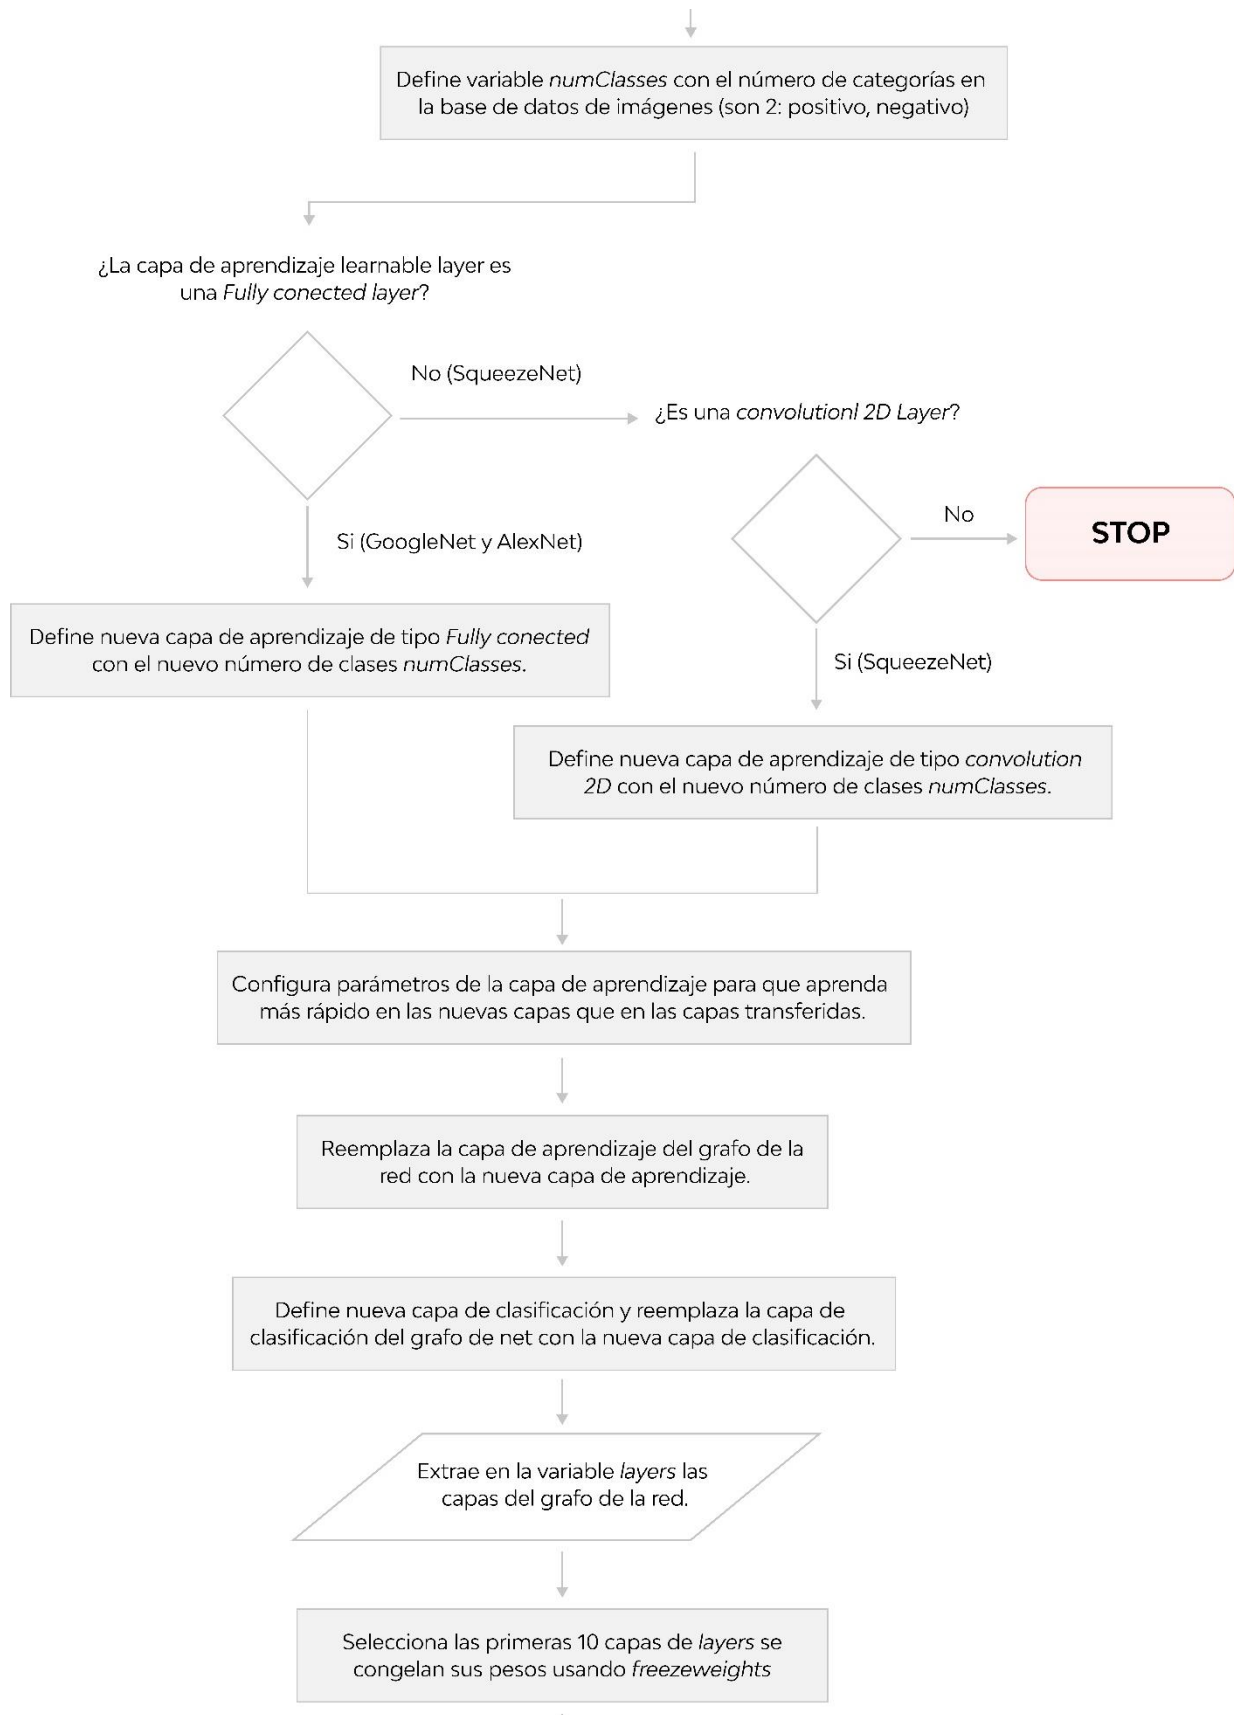 Define variable numClasses con el número de categorías en
la base de datos de imágenes (son 2: positivo, negativo)
¿La capa de aprendizaje learnable layer es
una Fully conected layer?
No (SqueezeNet)
¿Es una convolutionl 2D Layer?
No
STOP
Si (GoogleNet y AlexNet)
Define nueva capa de aprendizaje de tipo Fully conected
con el nuevo número de clases numClasses.
Si (SqueezeNet)
Define nueva capa de aprendizaje de tipo convolution
2D con el nuevo número de clases numClasses.
Configura parámetros de la capa de aprendizaje para que aprenda
más rápido en las nuevas capas que en las capas transferidas.
Reemplaza la capa de aprendizaje del grafo de la
red con la nueva capa de aprendizaje.
Define nueva capa de clasificación y reemplaza la capa de
clasificación del grafo de net con la nueva capa de clasificación.
Extrae en la variable layers las
capas del grafo de la red.
Selecciona las primeras 10 capas de layers se
congelan sus pesos usando freezeweights